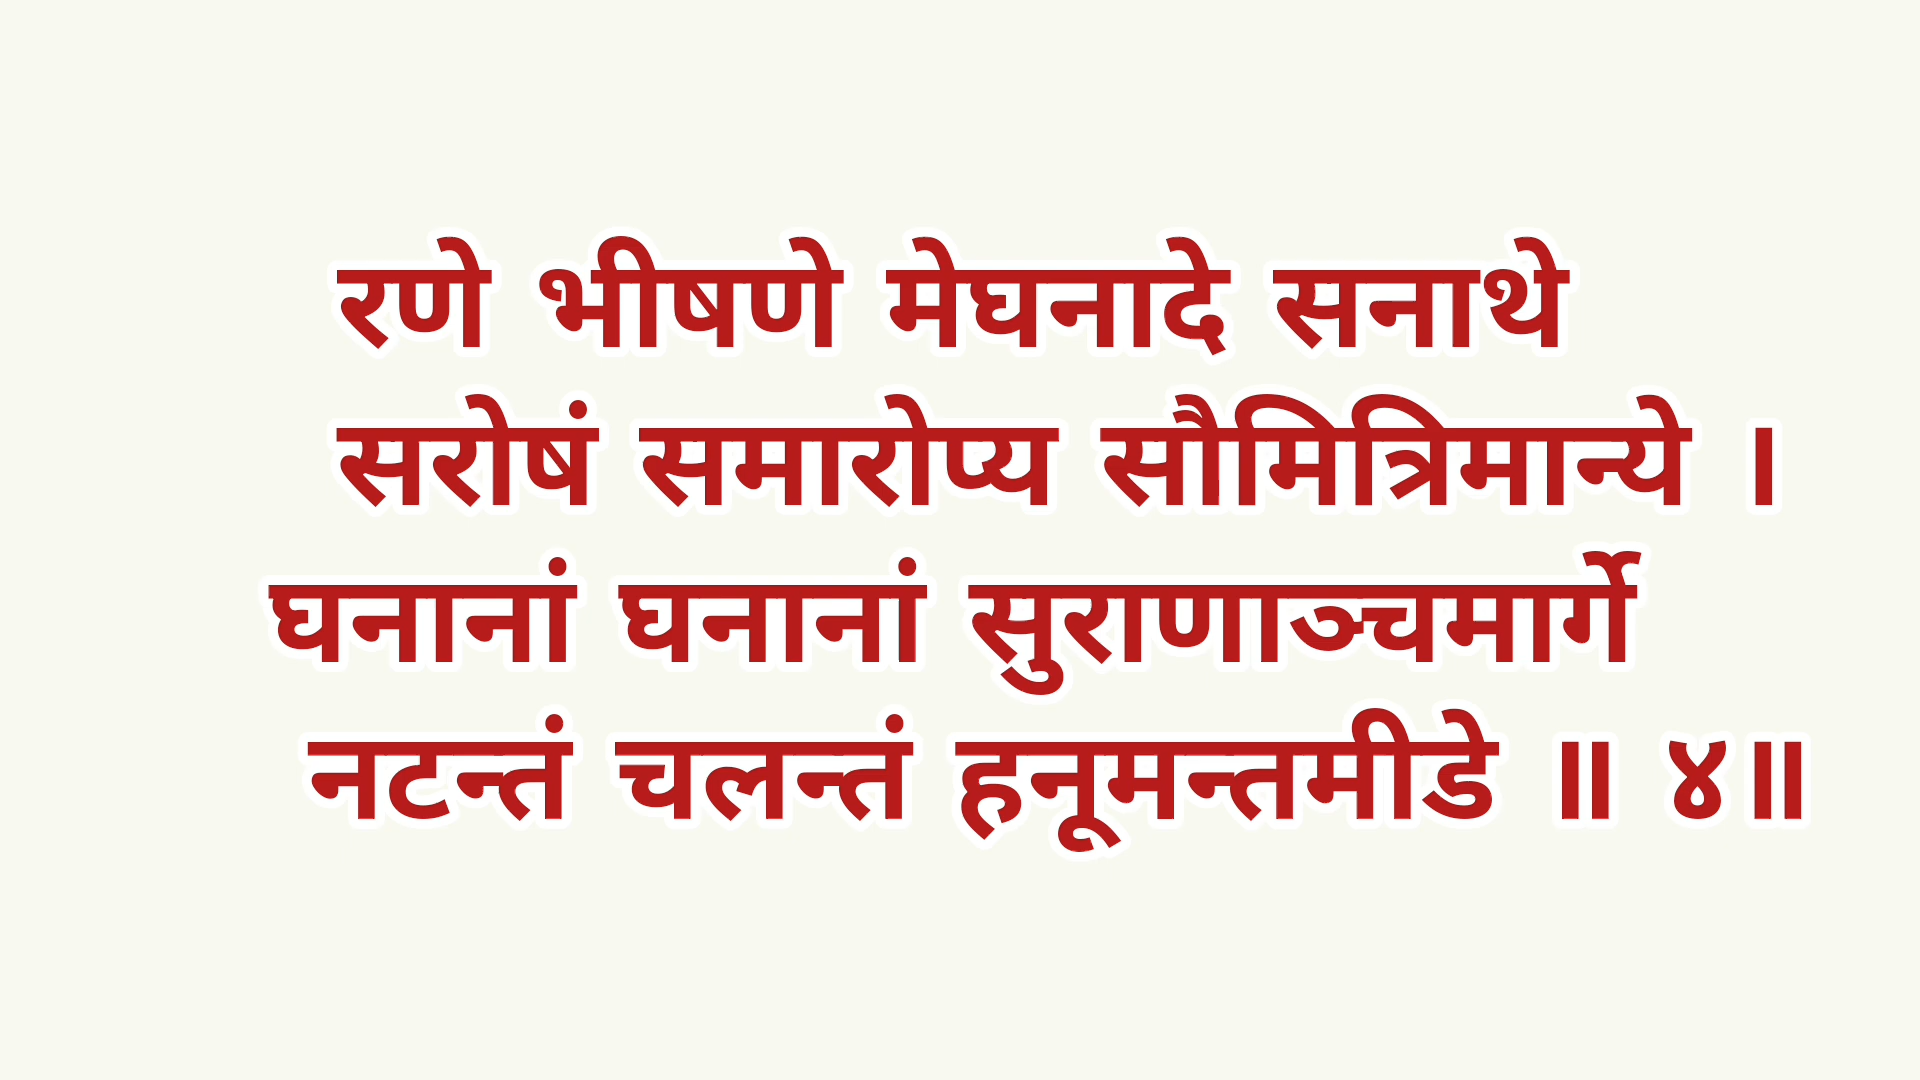 रणे भीषणे मेघनादे सनाथे
सरोषं समारोप्य सौमित्रिमान्ये ।
घनानां घनानां सुराणाञ्चमार्गे
नटन्तं चलन्तं हनूमन्तमीडे ॥ ४॥